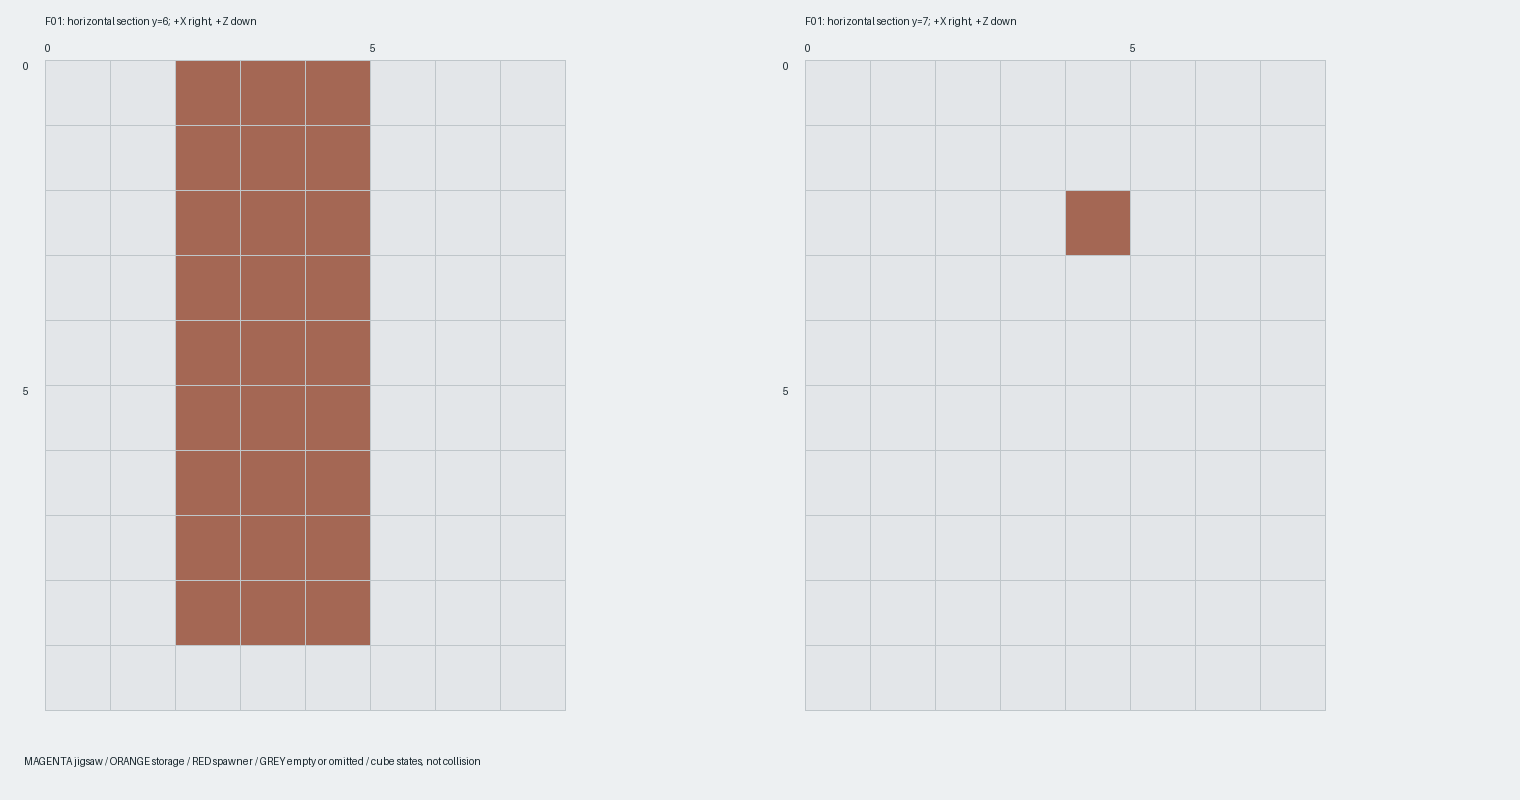 F01: horizontal section y=6; +X right, +Z down
F01: horizontal section y=7; +X right, +Z down
0 5
0 5
0
0
5
5
MAGENTA jigsaw / ORANGE storage / RED spawner / GREY empty or omitted / cube states, not collision